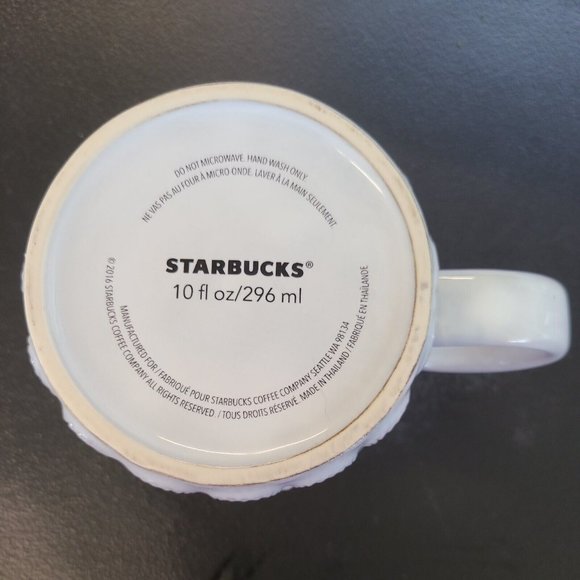 DO NOT MICROWAVE. HAND WASH ONLY.
NE VAS PAS AU FOUR À MICRO-ONDE. LAVER À LA MAIN SEULEMENT.
STARBUCKS®
10 fl oz/296 ml
MANUFACTURED FOR / FABRIQUÉ POUR STARBUCKS COFFEE COMPANY SEATTLE WA 98134
© 2016 STARBUCKS COFFEE COMPANY ALL RIGHTS RESERVED. / TOUS DROITS RÉSERVÉ. MADE IN THAILAND / FABRIQUÉ EN THAÏLANDE